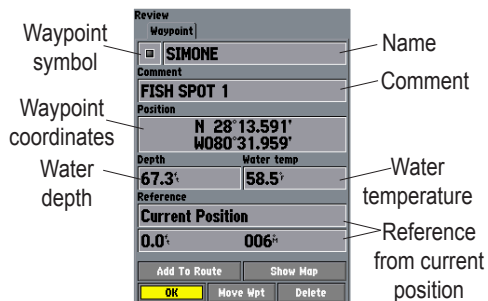 Review
Waypoint
Waypoint symbol
SIMONE
Name
Comment
FISH SPOT 1
Comment
Position
Waypoint coordinates
N 28°13.591'
W080°31.959'
Depth
Water temp
Water depth
67.3ft
58.5°F
Water temperature
Reference
Current Position
0.0ft
006°M
Reference from current position
Add To Route
Show Map
OK
Move Wpt
Delete